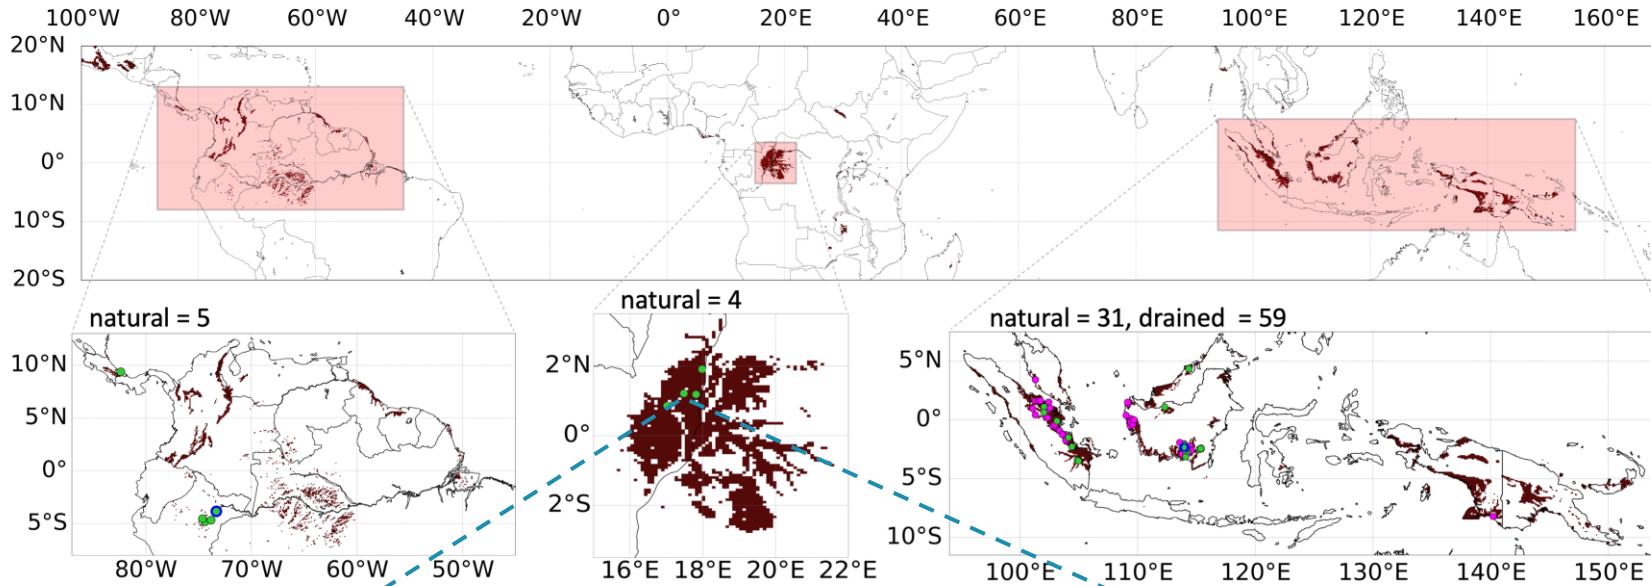 100°W 80°W 60°W 40°W 20°W 0° 20°E 40°E 60°E 80°E 100°E 120°E 140°E 160°E
20°N
10°N
0°
10°S
20°S
natural = 5
natural = 4
natural = 31, drained = 59
10°N
5°N
0°
5°S
80°W 70°W 60°W 50°W
2°N
0°
2°S
16°E 18°E 20°E 22°E
5°N
0°
5°S
10°S
100°E 110°E 120°E 130°E 140°E 150°E